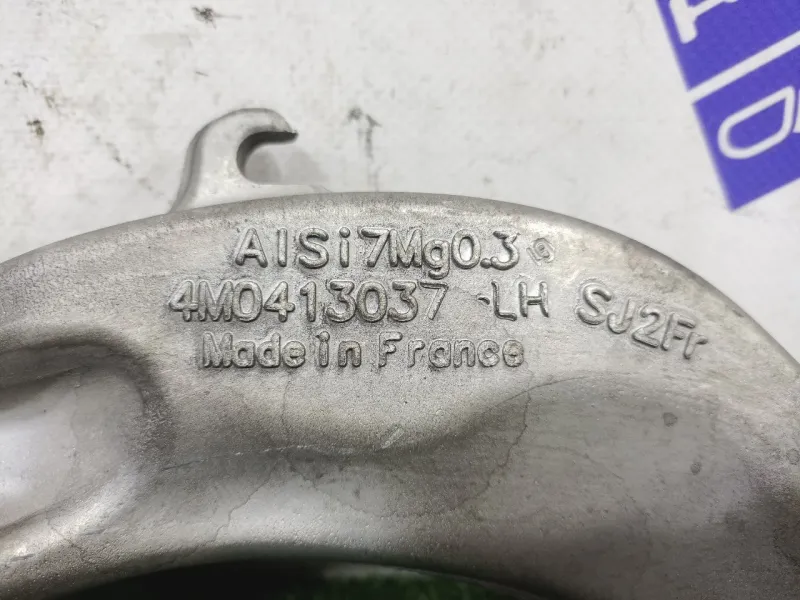 AlSi7Mg0.3
4M0413037 LH SJ2Fr
Made in France